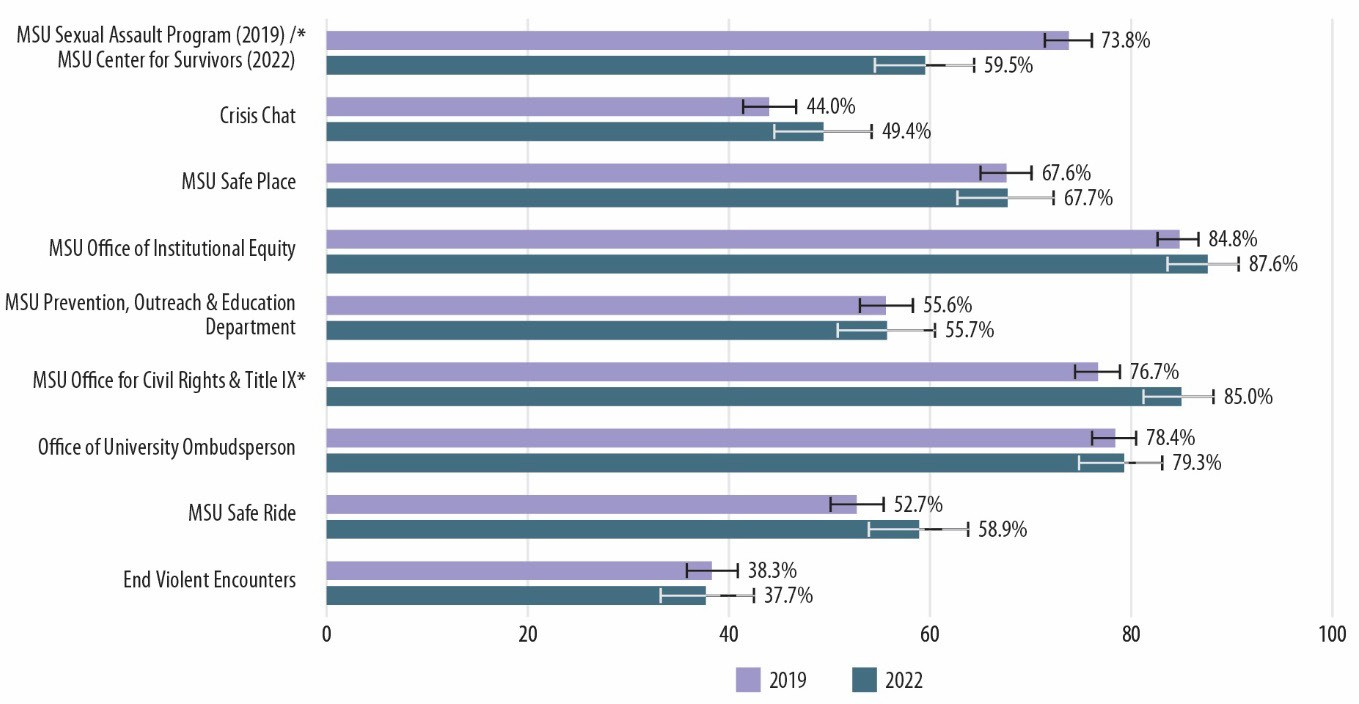 MSU Sexual Assault Program (2019) /*
MSU Center for Survivors (2022)
73.8%
59.5%
Crisis Chat
44.0%
49.4%
MSU Safe Place
67.6%
67.7%
MSU Office of Institutional Equity
84.8%
87.6%
MSU Prevention, Outreach & Education
Department
55.6%
55.7%
MSU Office for Civil Rights & Title IX*
76.7%
85.0%
Office of University Ombudsperson
78.4%
79.3%
MSU Safe Ride
52.7%
58.9%
End Violent Encounters
38.3%
37.7%
0 20 40 60 80 100
2019 2022